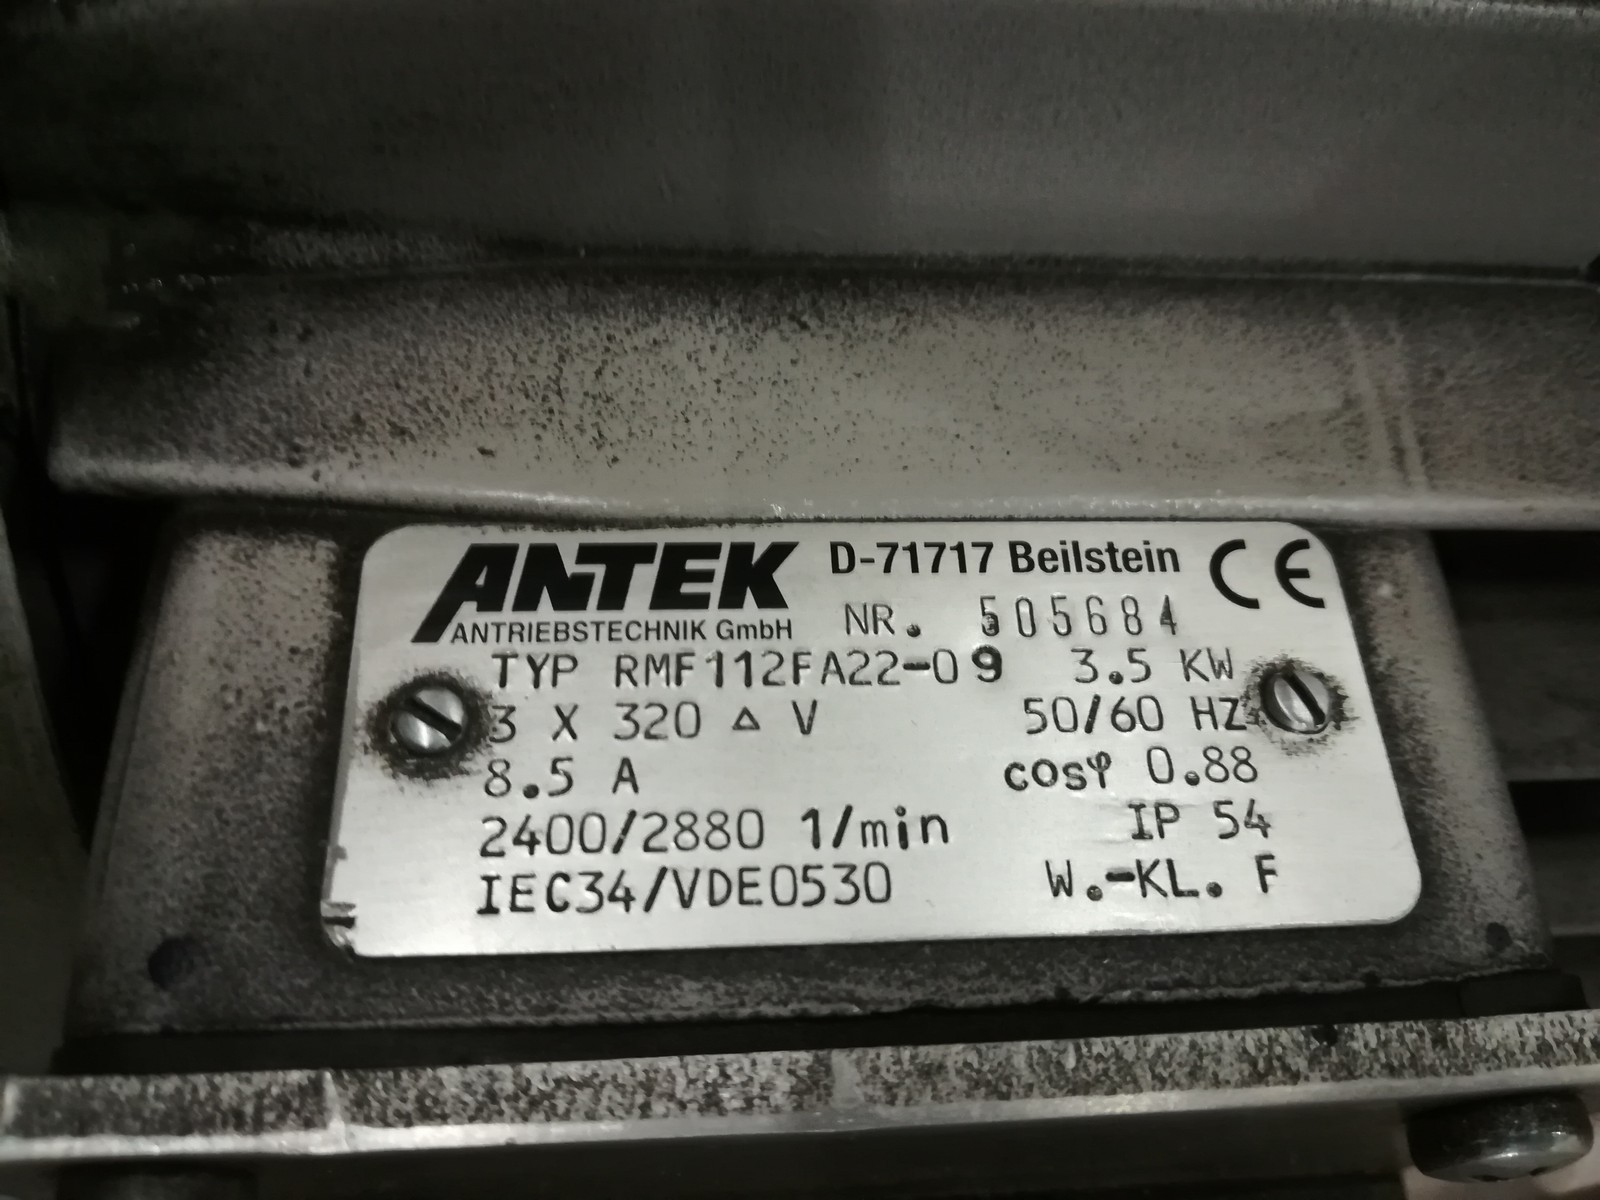 ANTEK D-71717 Beilstein CE
ANTRIEBSTECHNIK GmbH NR. 505684
TYP RMF112FA22-09 3.5 KW
3 X 320 △ V 50/60 HZ
8.5 A cosφ 0.88
2400/2880 1/min IP 54
IEC34/VDE0530 W.-KL. F